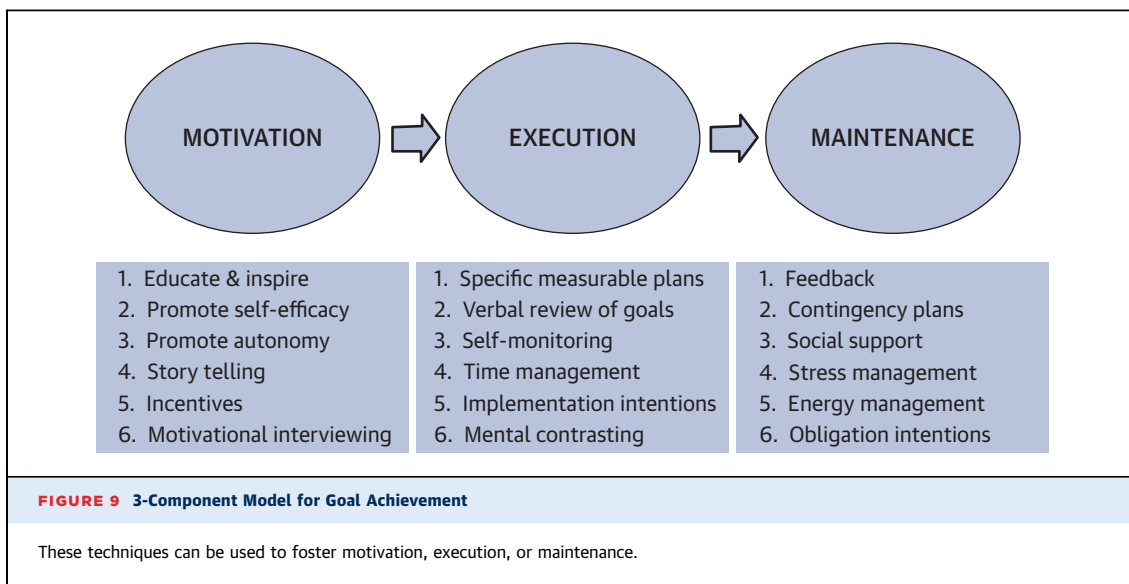 MOTIVATION
EXECUTION
MAINTENANCE
1. Educate & inspire
2. Promote self-efficacy
3. Promote autonomy
4. Story telling
5. Incentives
6. Motivational interviewing
1. Specific measurable plans
2. Verbal review of goals
3. Self-monitoring
4. Time management
5. Implementation intentions
6. Mental contrasting
1. Feedback
2. Contingency plans
3. Social support
4. Stress management
5. Energy management
6. Obligation intentions
FIGURE 9 3-Component Model for Goal Achievement
These techniques can be used to foster motivation, execution, or maintenance.